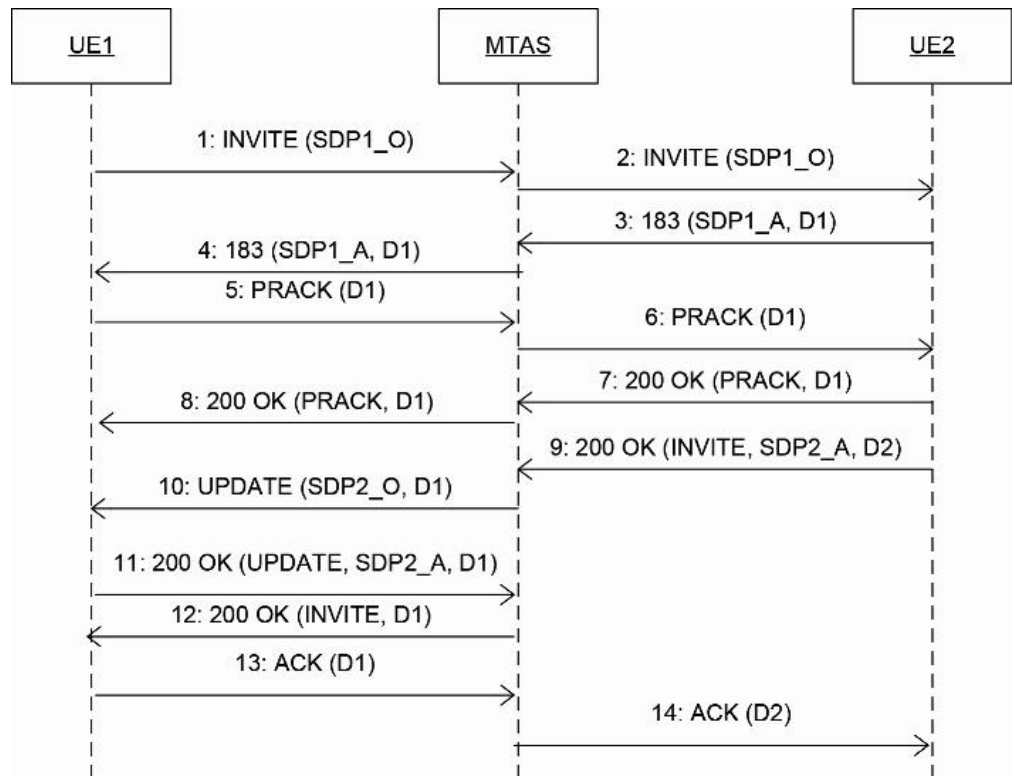 UE1
MTAS
UE2
1: INVITE (SDP1_O)
2: INVITE (SDP1_O)
3: 183 (SDP1_A, D1)
4: 183 (SDP1_A, D1)
5: PRACK (D1)
6: PRACK (D1)
7: 200 OK (PRACK, D1)
8: 200 OK (PRACK, D1)
9: 200 OK (INVITE, SDP2_A, D2)
10: UPDATE (SDP2_O, D1)
11: 200 OK (UPDATE, SDP2_A, D1)
12: 200 OK (INVITE, D1)
13: ACK (D1)
14: ACK (D2)